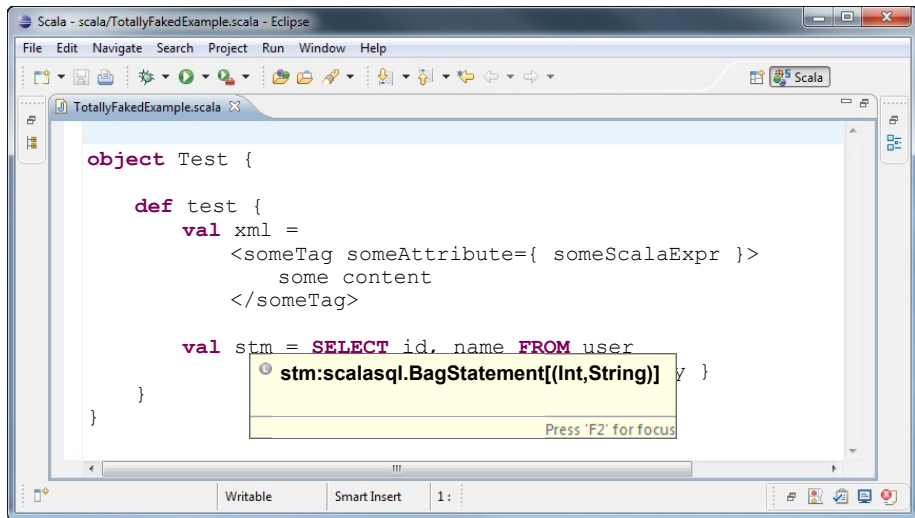 Scala - scala/TotallyFakedExample.scala - Eclipse
File Edit Navigate Search Project Run Window Help
Scala
TotallyFakedExample.scala
object Test {
def test {
val xml =
<someTag someAttribute={ someScalaExpr }>
some content
</someTag>
val stm = SELECT id, name FROM user
stm:scalasql.BagStatement[(Int,String)]
}
Press 'F2' for focus
}
}
Writable Smart Insert 1 :